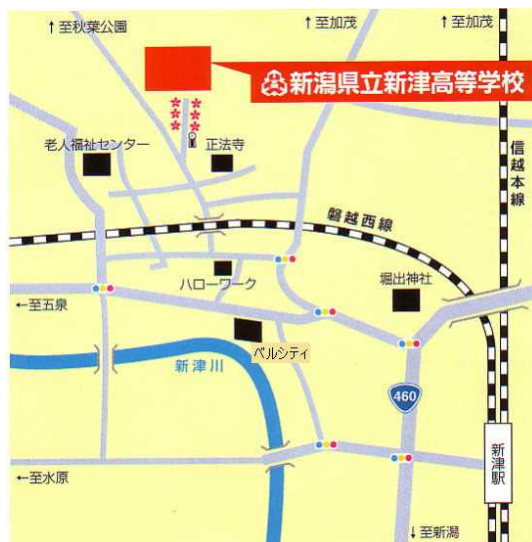 ↑至秋葉公園
↑至加茂
↑至加茂
新潟県立新津高等学校
老人福祉センター
正法寺
信越本線
磐越西線
ハローワーク
堀出神社
←至五泉
ベルシティ
新津川
460
新津駅
←至水原
↓至新潟